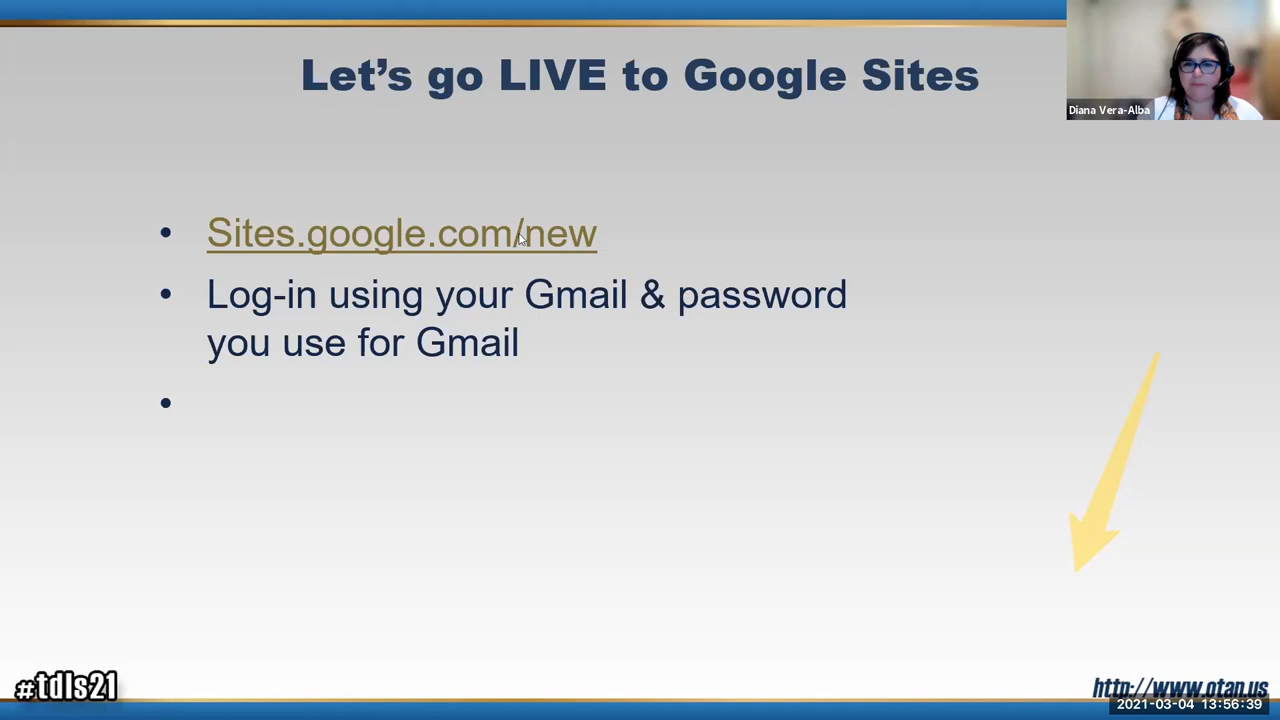 Let's go LIVE to Google Sites
Diana Vera-Alba
• Sites.google.com/new
• Log-in using your Gmail & password
you use for Gmail
•
#tdls21
http://www.otan.us
2021-03-04 13:56:39